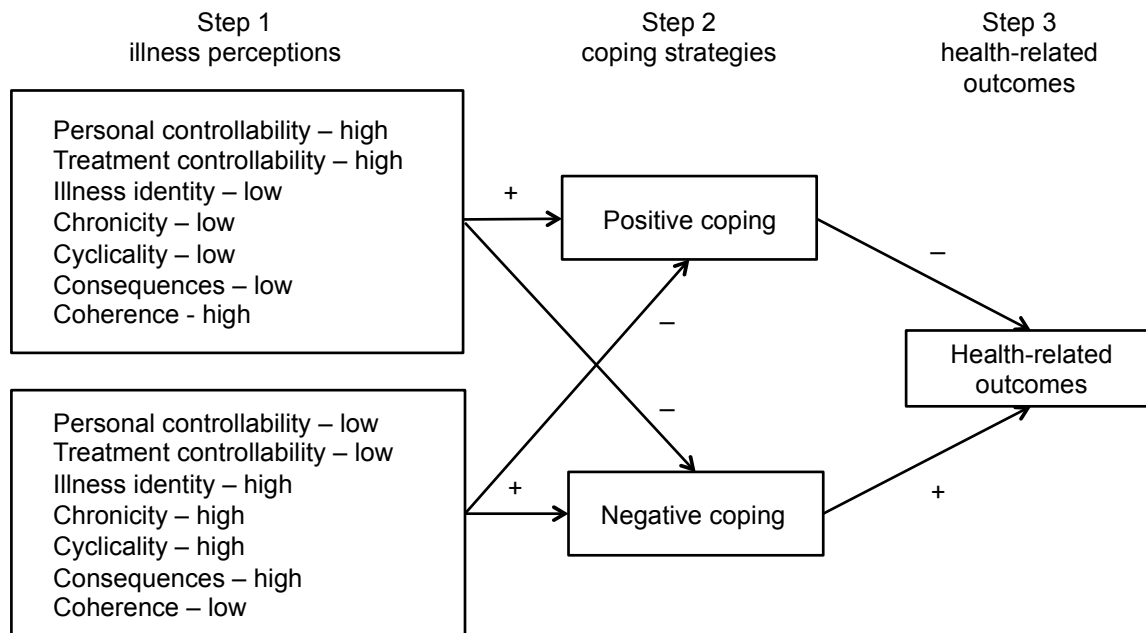 Step 1
illness perceptions
Step 2
coping strategies
Step 3
health-related
outcomes
Personal controllability – high
Treatment controllability – high
Illness identity – low
Chronicity – low
Cyclicality – low
Consequences – low
Coherence - high
+
Positive coping
–
–
–
Health-related
outcomes
Personal controllability – low
Treatment controllability – low
Illness identity – high
Chronicity – high
Cyclicality – high
Consequences – high
Coherence – low
+
Negative coping
+